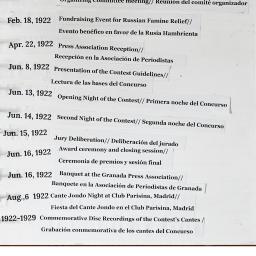 Organizing Committee meeting// Reunión del comité organizador
Feb. 18, 1922 Fundraising Event for Russian Famine Relief//
Evento benéfico en favor de la Rusia Hambrienta
Apr. 22, 1922 Press Association Reception//
Recepción en la Asociación de Periodistas
Jun. 8, 1922 Presentation of the Contest Guidelines//
Lectura de las bases del Concurso
Jun. 13, 1922 Opening Night of the Contest// Primera noche del Concurso
Jun. 14, 1922 Second Night of the Contest// Segunda noche del Concurso
Jun. 15, 1922
Jury Deliberation// Deliberación del jurado
Jun. 16, 1922 Award ceremony and closing session//
Ceremonia de premios y sesión final
Jun. 16, 1922 Banquet at the Granada Press Association//
Banquete en la Asociación de Periodistas de Granada
Aug. 6 1922 Cante Jondo Night at Club Parisina, Madrid//
Fiesta del Cante Jondo en el Club Parisina, Madrid
1922-1929 Commemorative Disc Recordings of the Contest's Cantes /
Grabación conmemorativa de los cantes del Concurso